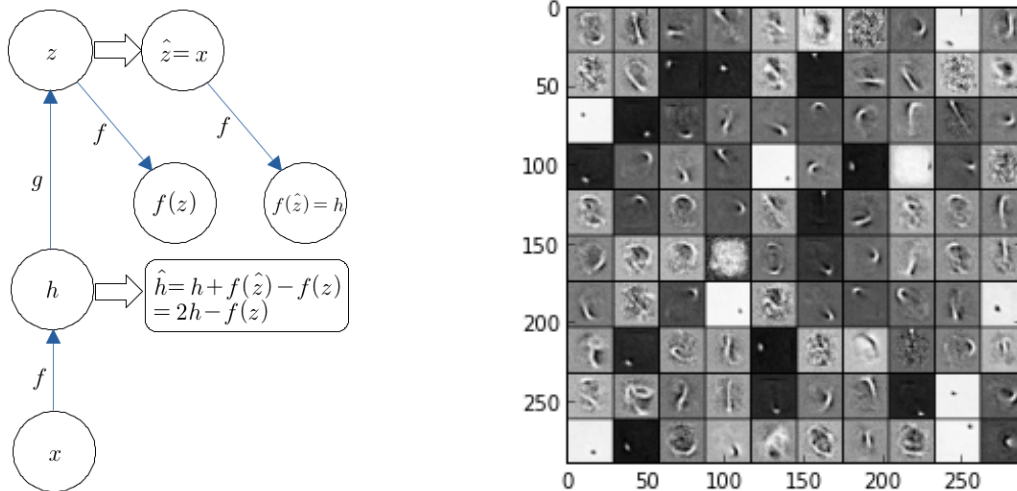 z
ẑ = x
f
f
g
f(z)
f(ẑ) = h
h
ĥ = h + f(ẑ) − f(z)
= 2h − f(z)
f
x
0
50
100
150
200
250
0
50
100
150
200
250